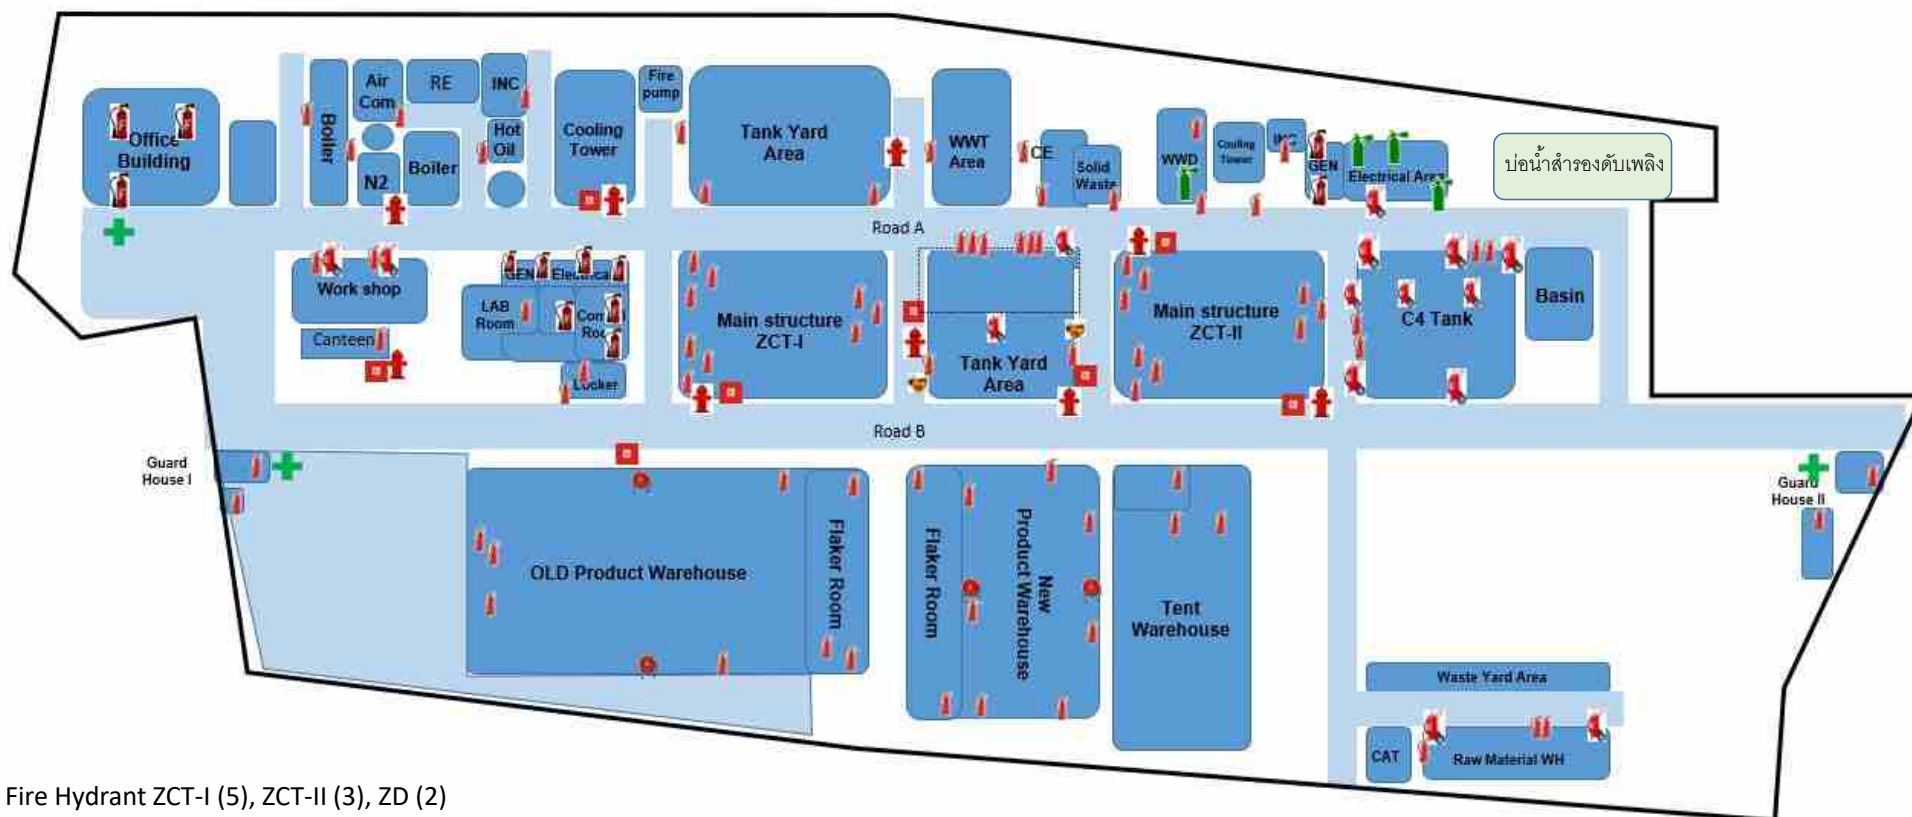 Air
Com
RE
INC
Fire
pump
Boiler
Hot
Oil
N2
Boiler
Office
Building
Cooling
Tower
Tank Yard
Area
WWT
Area
CE
Solid
Waste
WWD
Cooling
Tower
INC
GEN
Electrical Area
บ่อน้ำสำรองดับเพลิง
Road A
Work shop
Canteen
GEN
Electrical
LAB
Room
Control
Room
Locker
Main structure
ZCT-I
Tank Yard
Area
Main structure
ZCT-II
C4 Tank
Basin
Road B
Guard
House I
Guard
House II
OLD Product Warehouse
Flaker Room
Flaker Room
New
Product Warehouse
Tent
Warehouse
Waste Yard Area
CAT
Raw Material WH
Fire Hydrant ZCT-I (5), ZCT-II (3), ZD (2)